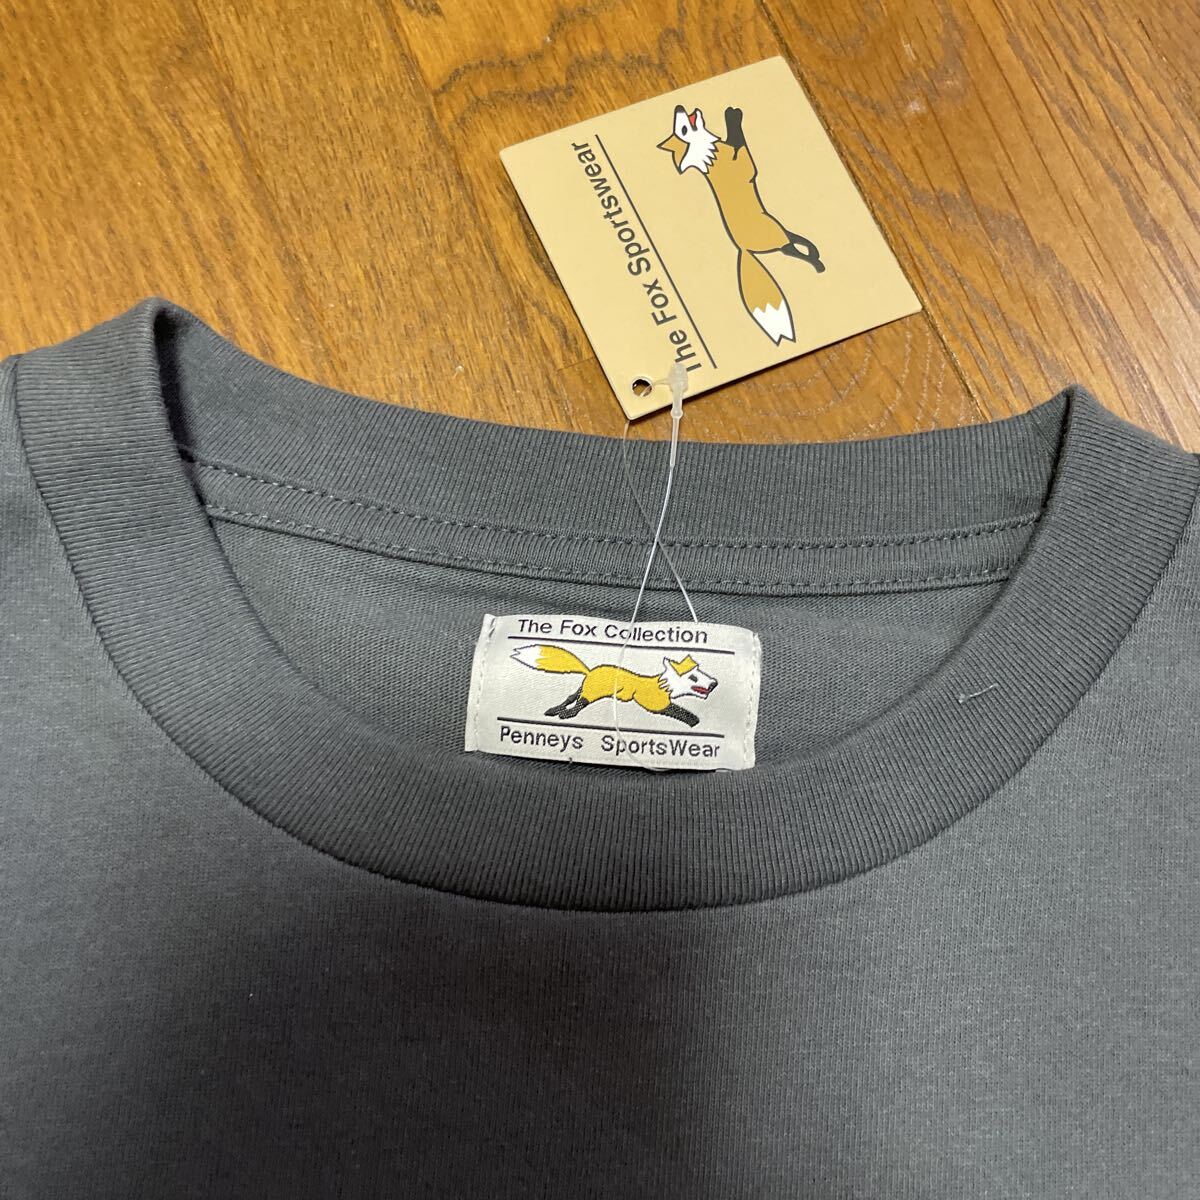 The Fox Sportswear
The Fox Collection
Penneys SportsWear